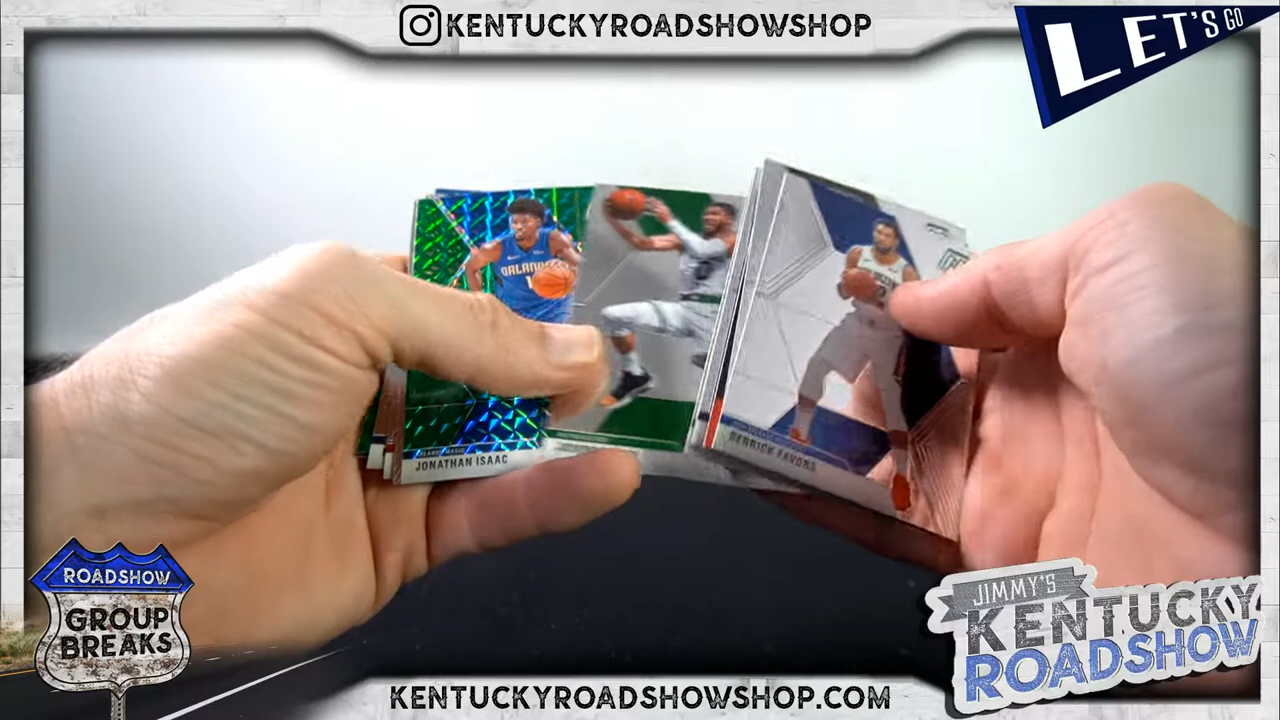 KENTUCKYROADSHOWSHOP
LET'S GO
ORLANDO
JONATHAN ISAAC
DERRICK FAVORS
ROADSHOW
GROUP
BREAKS
JIMMY'S
KENTUCKY
ROADSHOW
KENTUCKYROADSHOWSHOP.COM